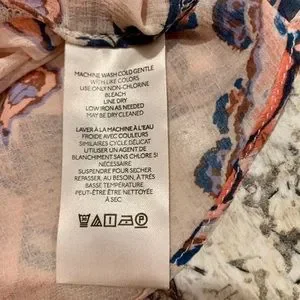 MACHINE WASH COLD GENTLE
WITH LIKE COLORS
USE ONLY NON-CHLORINE
BLEACH
LINE DRY
LOW IRON AS NEEDED
MAY BE DRY CLEANED
LAVER À LA MACHINE À L'EAU
FROIDE AVEC COULEURS
SIMILAIRES CYCLE DÉLICAT
UTILISER UN AGENT DE
BLANCHIMENT SANS CHLORE SI
NÉCESSAIRE
SUSPENDRE POUR SÉCHER
REPASSER, AU BESOIN, À TRÈS
BASSE TEMPÉRATURE
PEUT-ÊTRE ÊTRE NETTOYÉE
À SEC